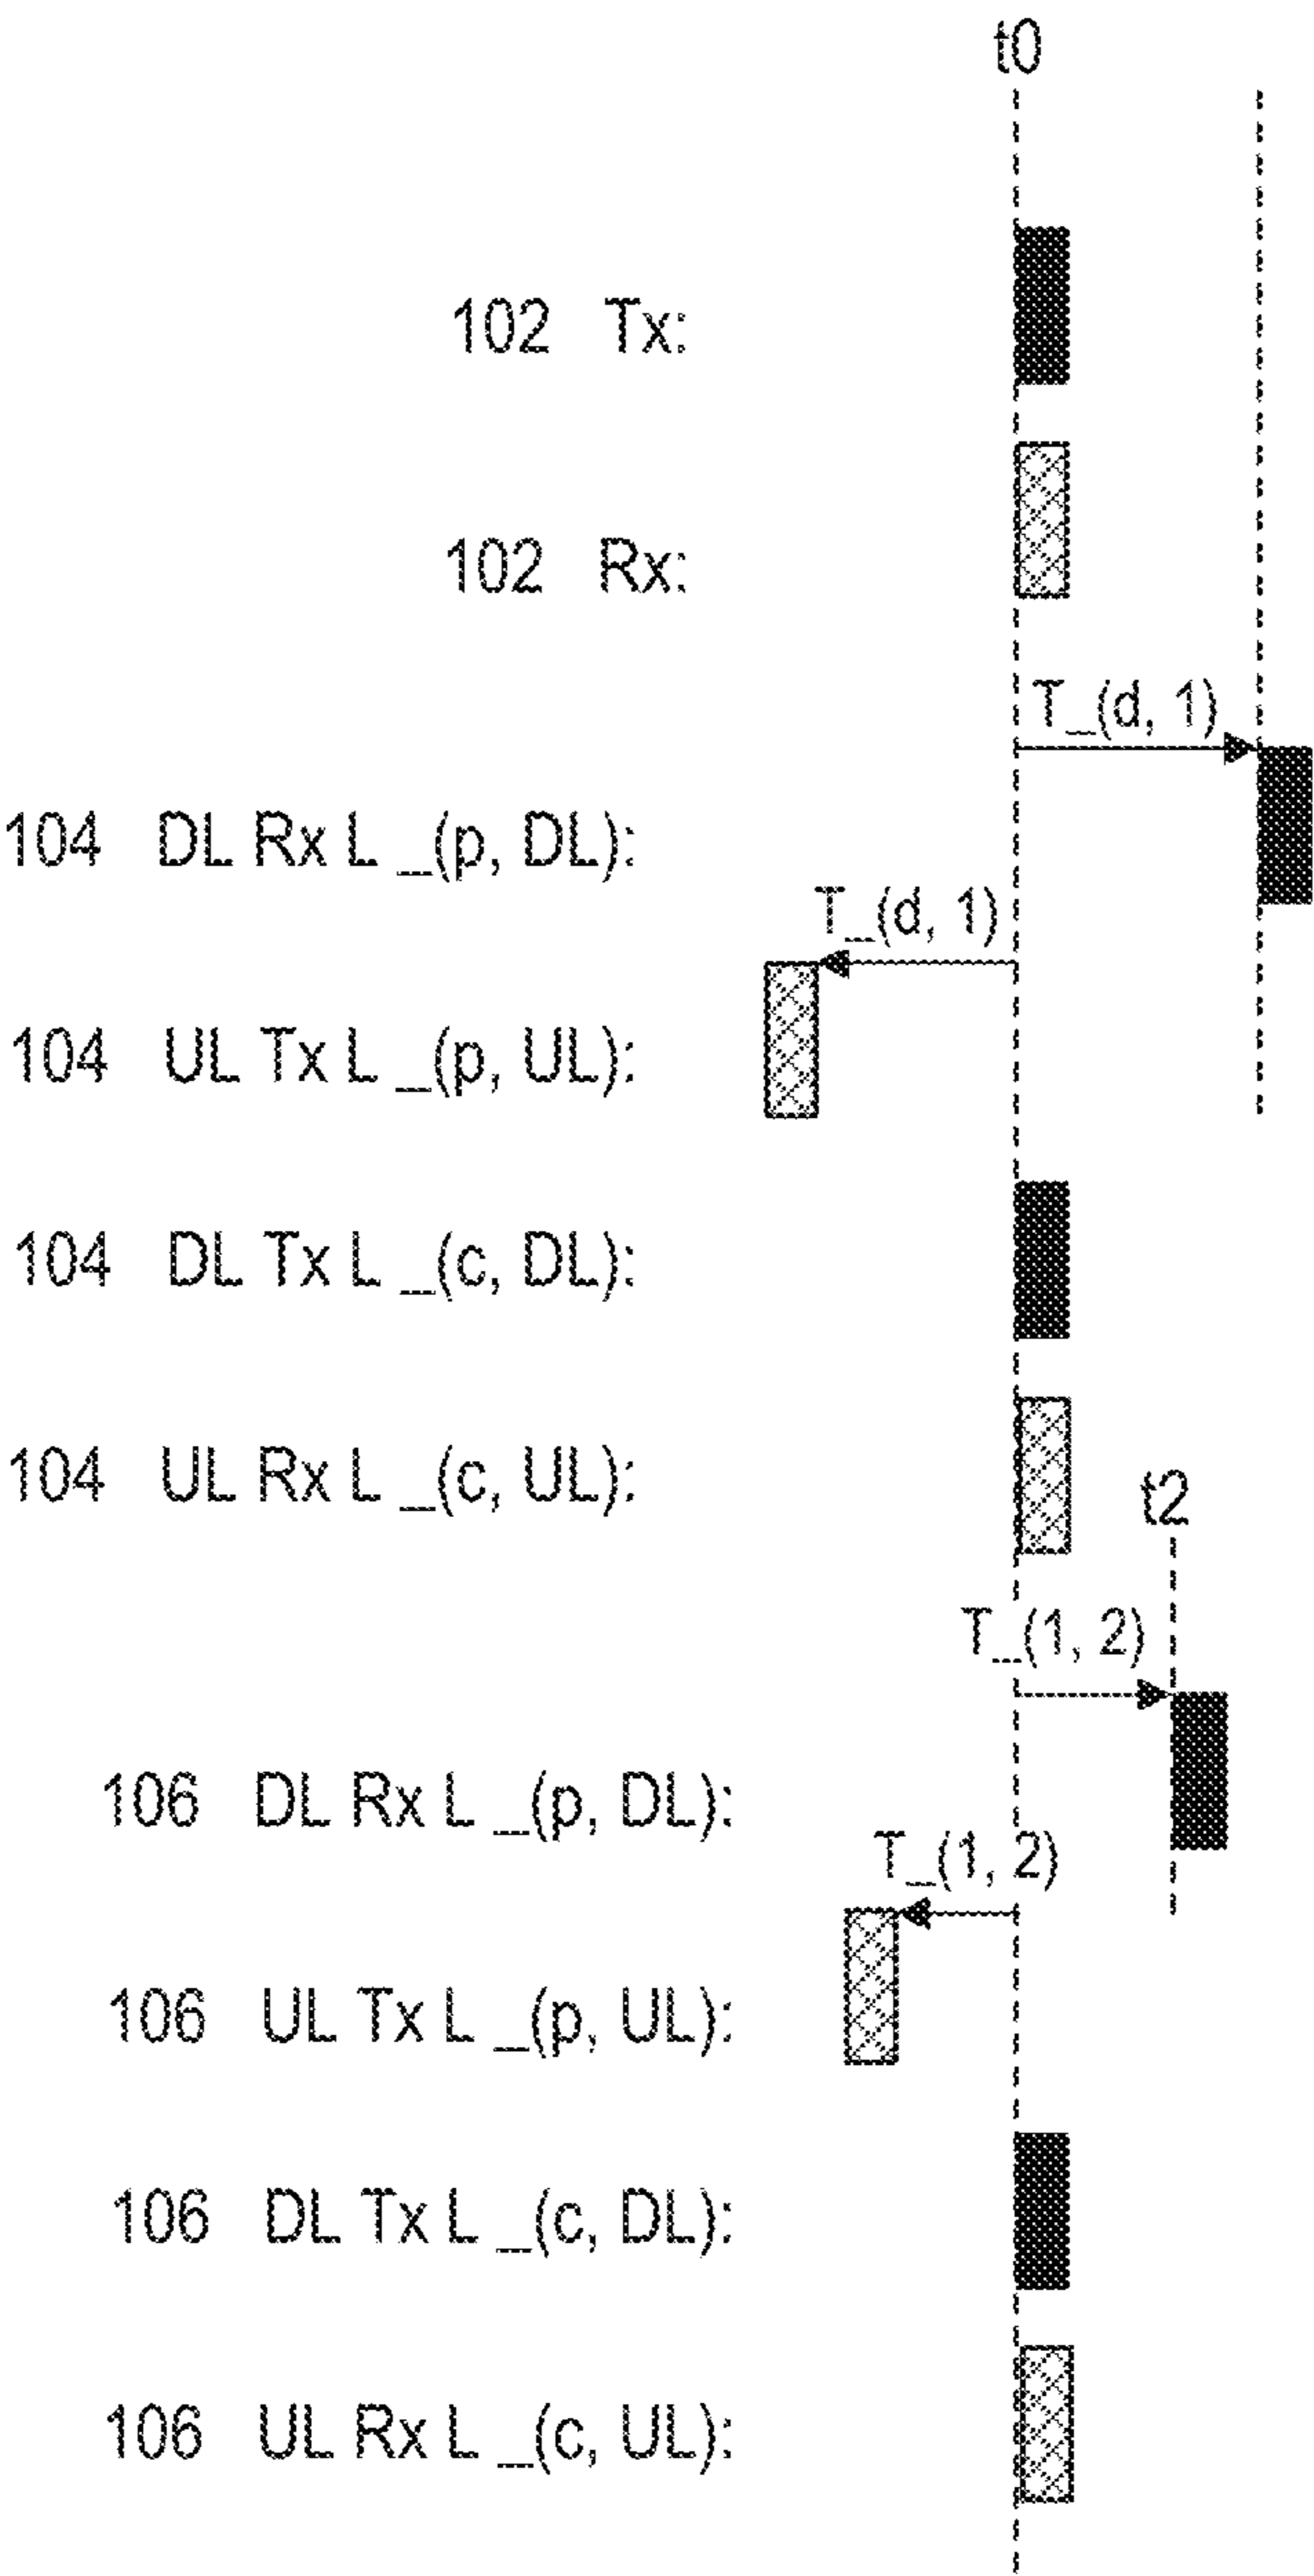 t0
102 Tx:
102 Rx:
T_(d, 1)
104 DL Rx L _(p, DL):
T_(d, 1)
104 UL Tx L _(p, UL):
104 DL Tx L _(c, DL):
104 UL Rx L _(c, UL):
t2
T_(1, 2)
106 DL Rx L _(p, DL):
T_(1, 2)
106 UL Tx L _(p, UL):
106 DL Tx L _(c, DL):
106 UL Rx L _(c, UL):